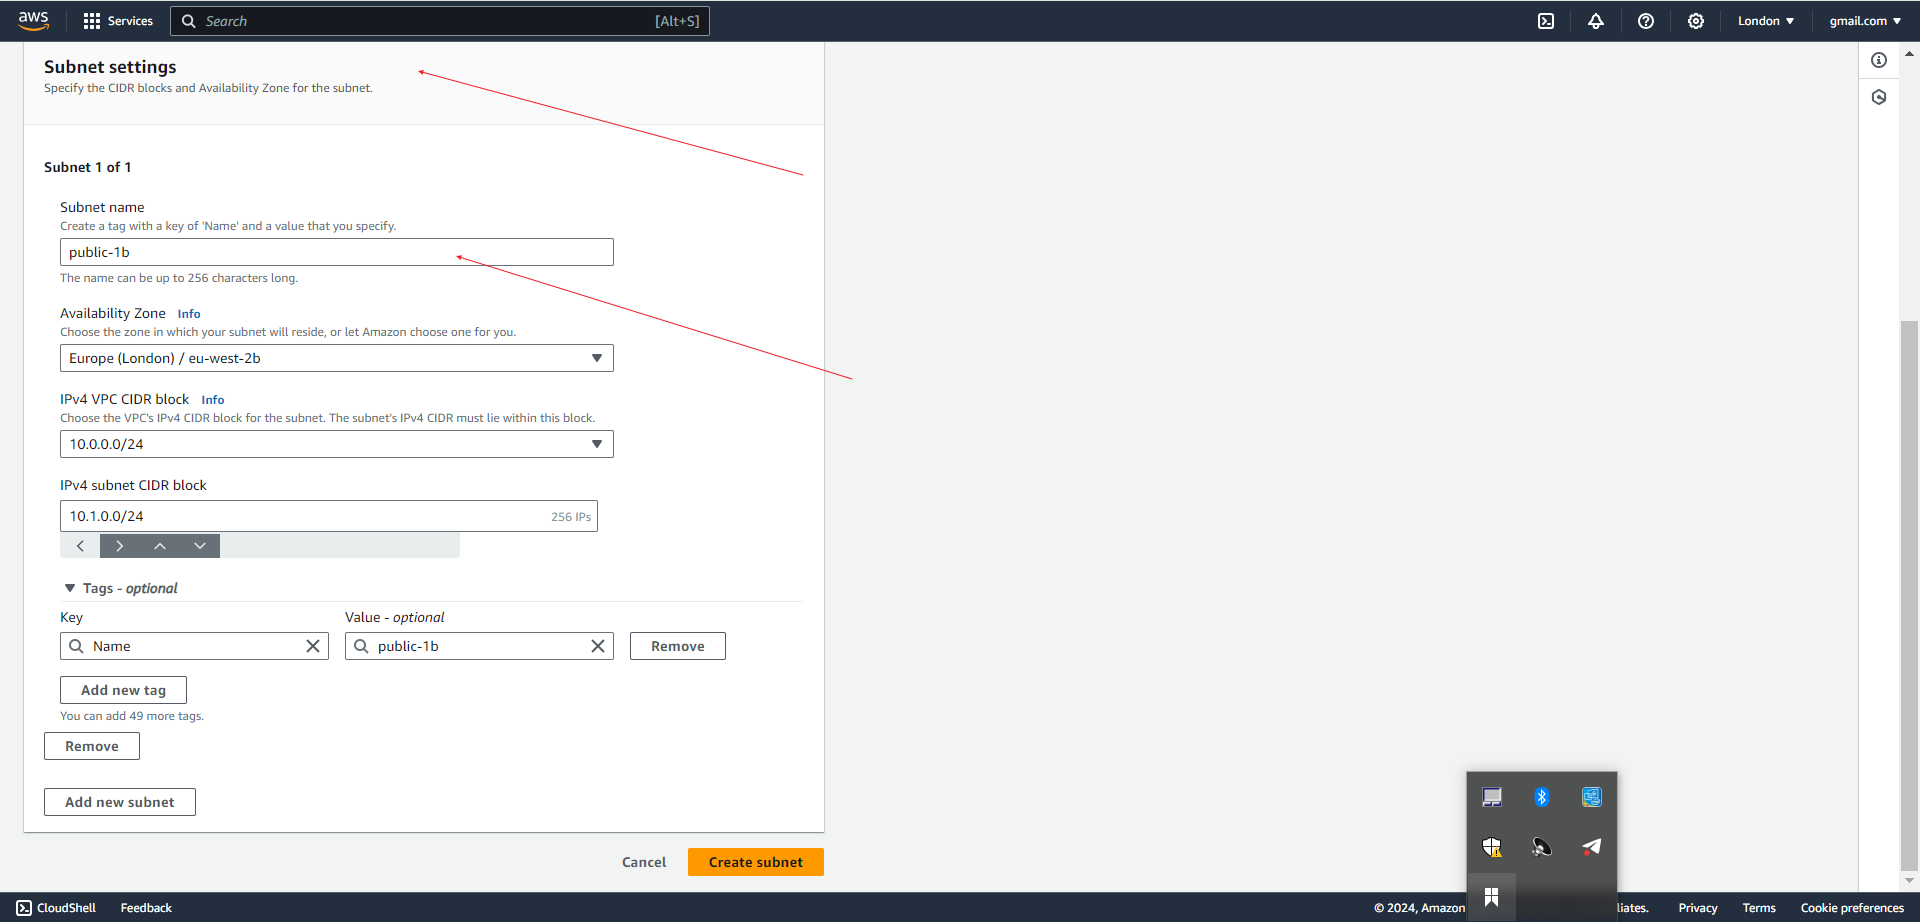 aws
Services
Search
[Alt+S]
London
gmail.com
Subnet settings
Specify the CIDR blocks and Availability Zone for the subnet.
Subnet 1 of 1
Subnet name
Create a tag with a key of 'Name' and a value that you specify.
public-1b
The name can be up to 256 characters long.
Availability Zone Info
Choose the zone in which your subnet will reside, or let Amazon choose one for you.
Europe (London) / eu-west-2b
IPv4 VPC CIDR block Info
Choose the VPC's IPv4 CIDR block for the subnet. The subnet's IPv4 CIDR must lie within this block.
10.0.0.0/24
IPv4 subnet CIDR block
10.1.0.0/24
256 IPs
Tags - optional
Key
Value - optional
Name
public-1b
Remove
Add new tag
You can add 49 more tags.
Remove
Add new subnet
Cancel
Create subnet
CloudShell
Feedback
© 2024, Amazon
liates.
Privacy
Terms
Cookie preferences